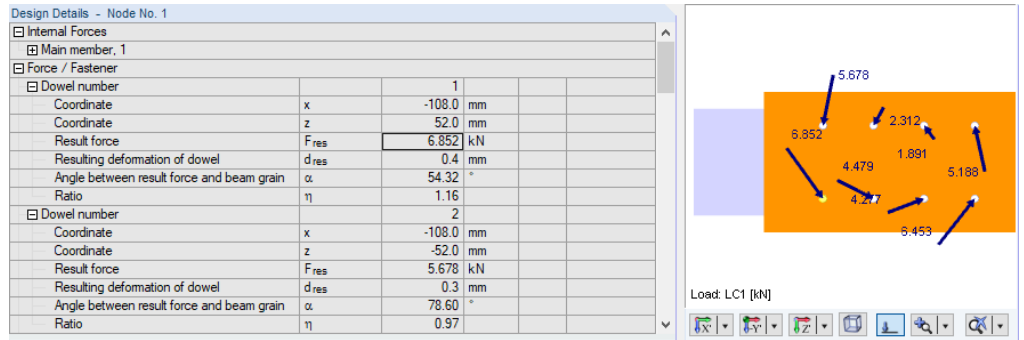 Design Details - Node No. 1
Internal Forces
Main member, 1
Force / Fastener
Dowel number 1
Coordinate x -108.0 mm
Coordinate z 52.0 mm
Result force Fres 6.852 kN
Resulting deformation of dowel dres 0.4 mm
Angle between result force and beam grain α 54.32 °
Ratio η 1.16
Dowel number 2
Coordinate x -108.0 mm
Coordinate z -52.0 mm
Result force Fres 5.678 kN
Resulting deformation of dowel dres 0.3 mm
Angle between result force and beam grain α 78.60 °
Ratio η 0.97
5.678
2.312
6.852
1.891
4.479
5.188
4.277
6.453
Load: LC1 [kN]
X' -Y' Z'